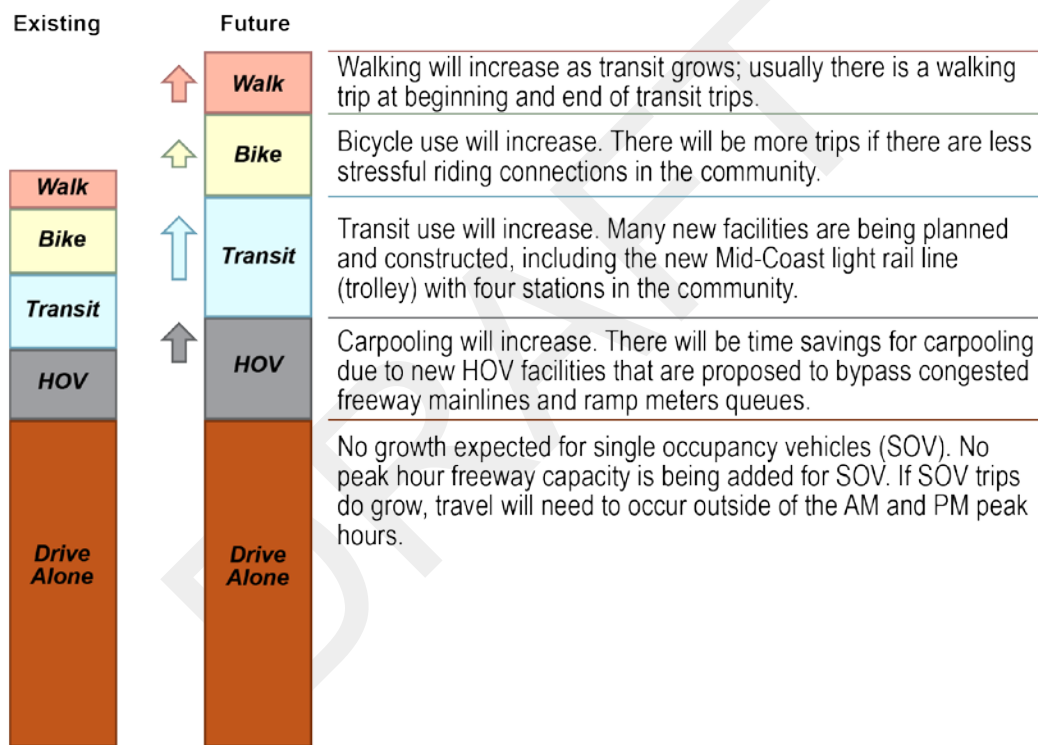 Existing
Future
Walk
Bike
Transit
HOV
Drive
Alone
Walk
Bike
Transit
HOV
Drive
Alone
Walking will increase as transit grows; usually there is a walking
trip at beginning and end of transit trips.
Bicycle use will increase. There will be more trips if there are less
stressful riding connections in the community.
Transit use will increase. Many new facilities are being planned
and constructed, including the new Mid-Coast light rail line
(trolley) with four stations in the community.
Carpooling will increase. There will be time savings for carpooling
due to new HOV facilities that are proposed to bypass congested
freeway mainlines and ramp meters queues.
No growth expected for single occupancy vehicles (SOV). No
peak hour freeway capacity is being added for SOV. If SOV trips
do grow, travel will need to occur outside of the AM and PM peak
hours.
DRAFT